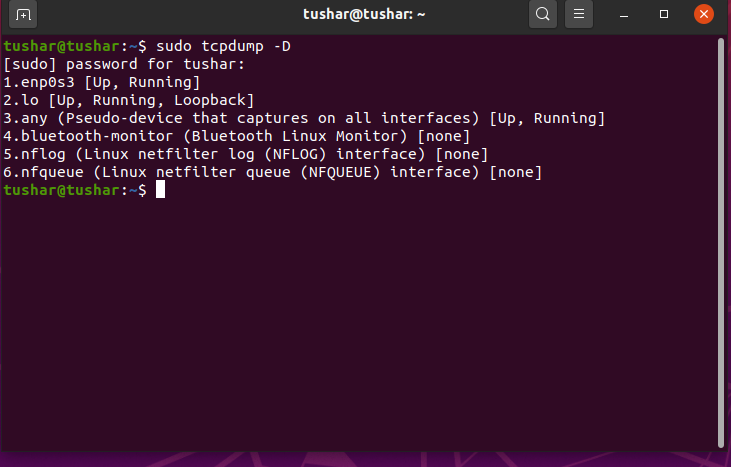 tushar@tushar: ~
tushar@tushar:~$ sudo tcpdump -D
[sudo] password for tushar:
1.enp0s3 [Up, Running]
2.lo [Up, Running, Loopback]
3.any (Pseudo-device that captures on all interfaces) [Up, Running]
4.bluetooth-monitor (Bluetooth Linux Monitor) [none]
5.nflog (Linux netfilter log (NFLOG) interface) [none]
6.nfqueue (Linux netfilter queue (NFQUEUE) interface) [none]
tushar@tushar:~$